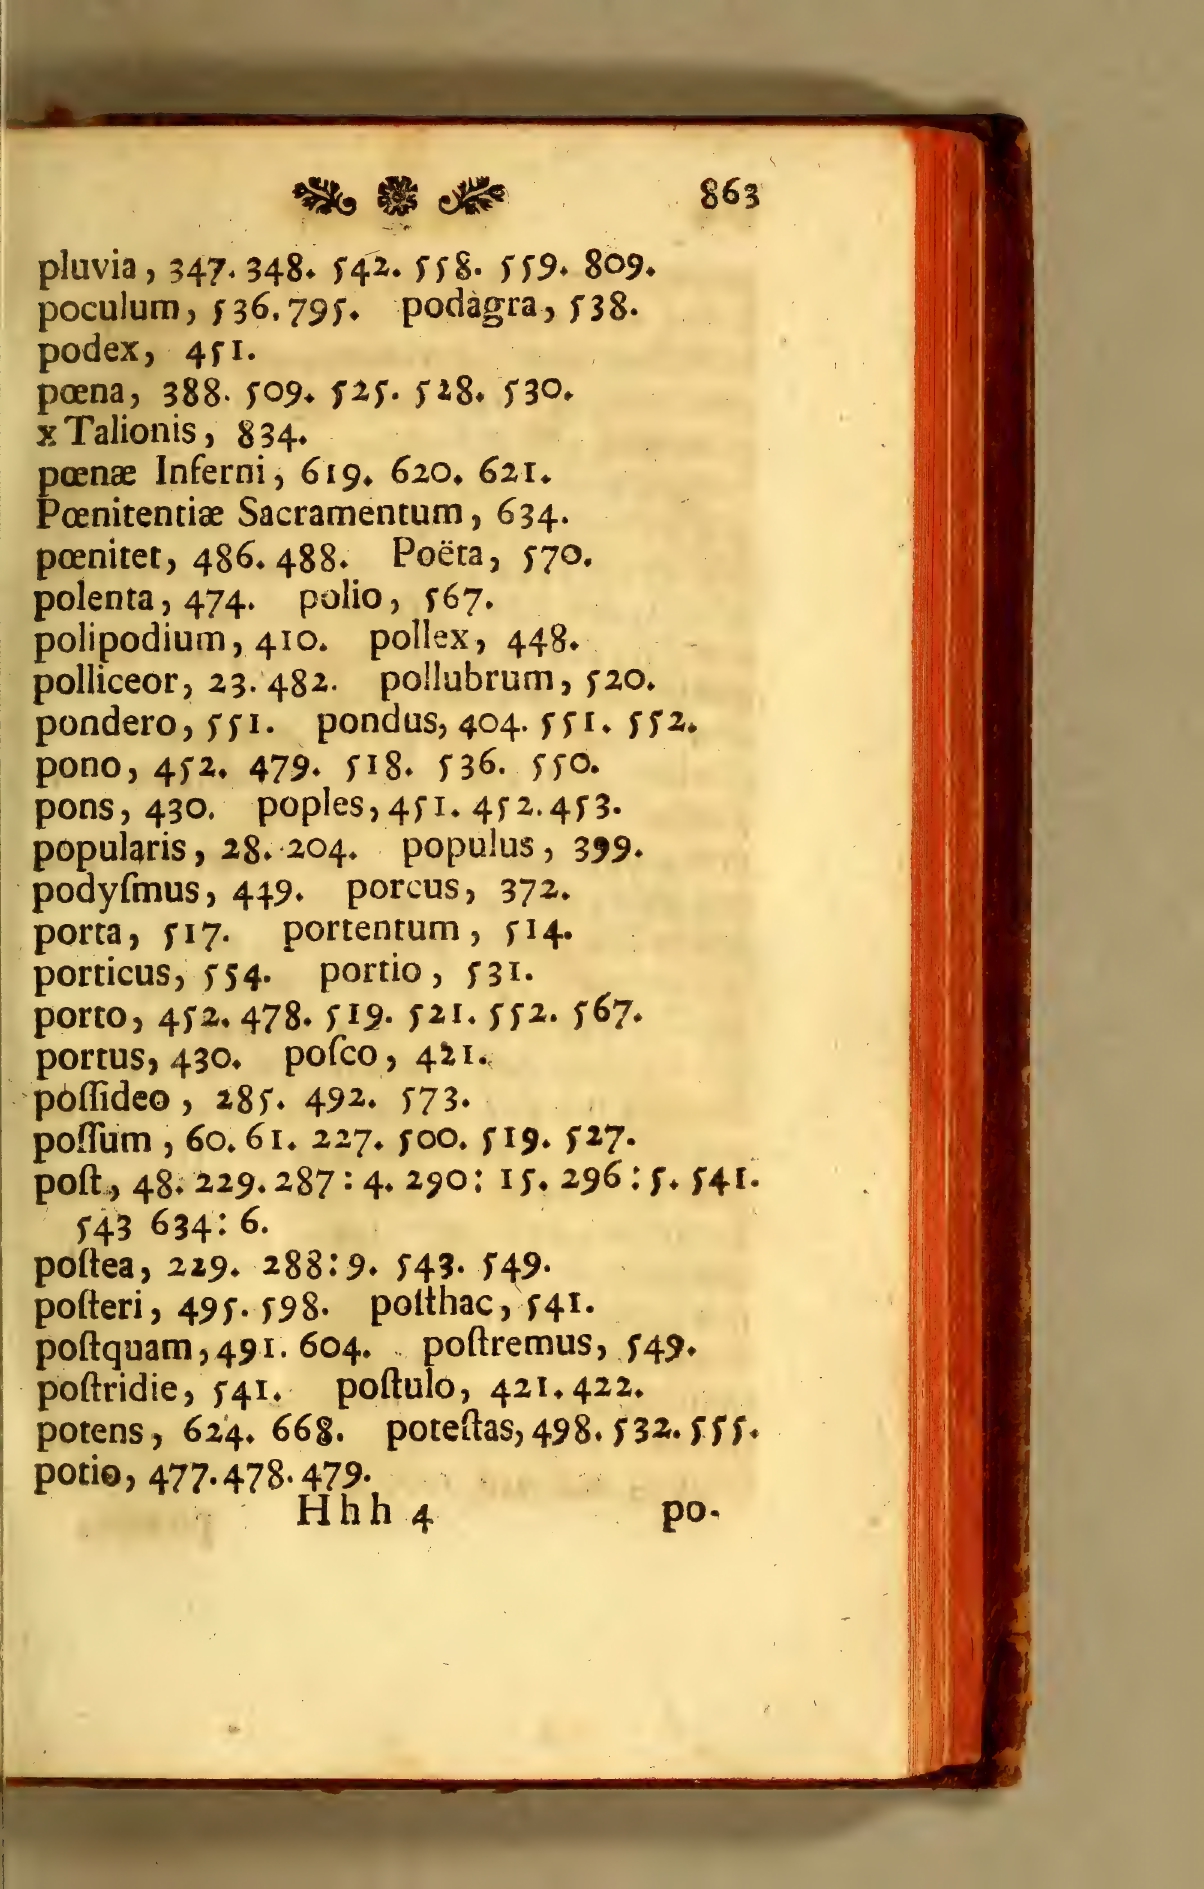 863
pluvia, 347. 348. 542. 558. 559. 809.
poculum, 536. 795. podàgra, 538.
podex, 451.
pœna, 388. 509. 525. 528. 530.
x Talionis, 834.
pœnæ Inferni, 619. 620. 621.
Pœnitentiæ Sacramentum, 634.
pœnitet, 486. 488. Poëta, 570.
polenta, 474. polio, 567.
polipodium, 410. pollex, 448.
polliceor, 23. 482. pollubrum, 520.
pondero, 551. pondus, 404. 551. 552.
pono, 452. 479. 518. 536. 550.
pons, 430. poples, 451. 452. 453.
popularis, 28. 204. populus, 399.
podyſmus, 449. porcus, 372.
porta, 517. portentum, 514.
porticus, 554. portio, 531.
porto, 452. 478. 519. 521. 552. 567.
portus, 430. poſco, 421.
pòſſideo, 285. 492. 573.
poſſum, 60. 61. 227. 500. 519. 527.
poſt, 48. 229. 287: 4. 290: 15. 296: 5. 541.
543 634: 6.
poſtea, 229. 288: 9. 543. 549.
poſteri, 495. 598. poſthac, 541.
poſtquam, 491. 604. poſtremus, 549.
poſtridie, 541. poſtulo, 421. 422.
potens, 624. 668. poteſtas, 498. 532. 555.
potio, 477. 478. 479.
Hhh 4 po-